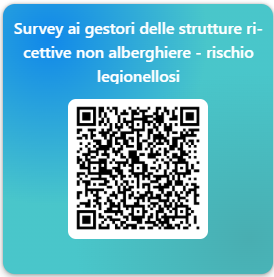 Survey ai gestori delle strutture ri-
cettive non alberghiere - rischio
legionellosi